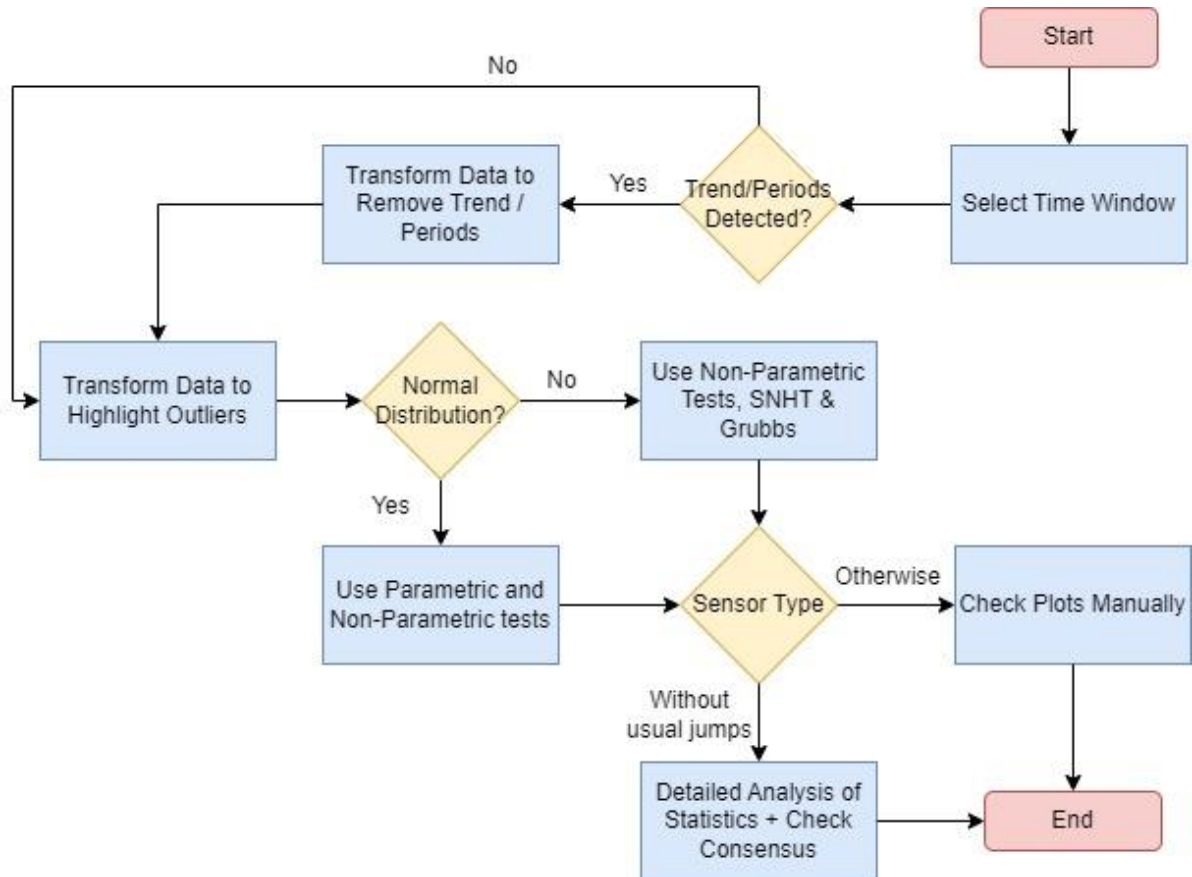 Start
No
Transform Data to
Remove Trend /
Periods
Yes
Trend/Periods
Detected?
Select Time Window
Transform Data to
Highlight Outliers
Normal
Distribution?
No
Use Non-Parametric
Tests, SNHT &
Grubbs
Yes
Use Parametric and
Non-Parametric tests
Sensor Type
Otherwise
Check Plots Manually
Without
usual jumps
Detailed Analysis of
Statistics + Check
Consensus
End